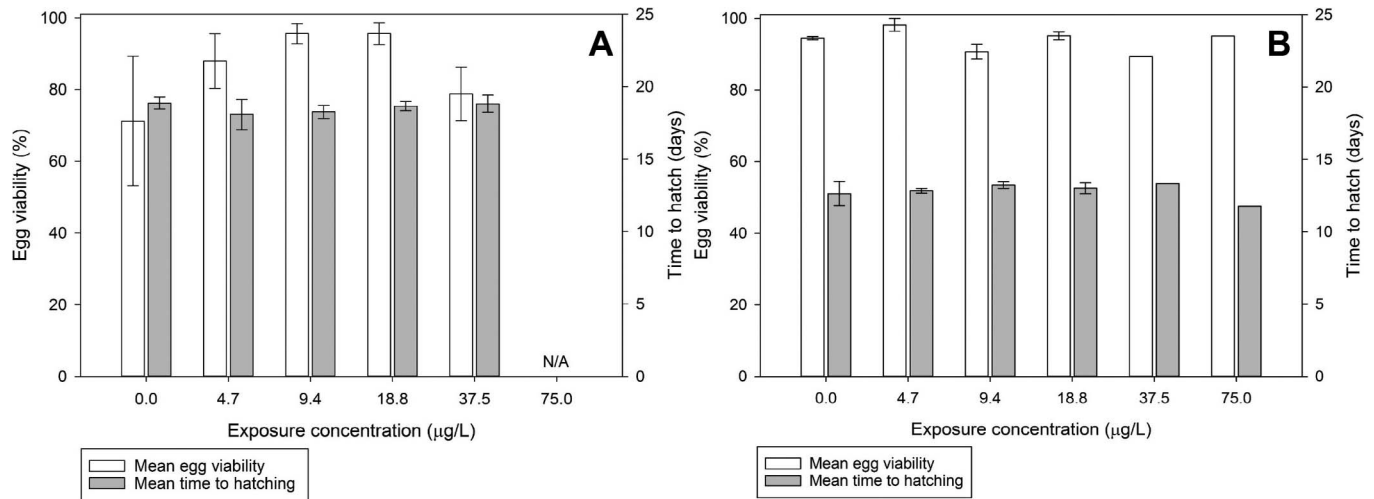 A
100
80
60
40
20
0
Egg viability (%)
25
20
15
10
5
0
Time to hatch (days)
N/A
0.0 4.7 9.4 18.8 37.5 75.0
Exposure concentration (μg/L)
Mean egg viability
Mean time to hatching
B
100
80
60
40
20
0
Egg viability (%)
25
20
15
10
5
0
Time to hatch (days)
0.0 4.7 9.4 18.8 37.5 75.0
Exposure concentration (μg/L)
Mean egg viability
Mean time to hatching